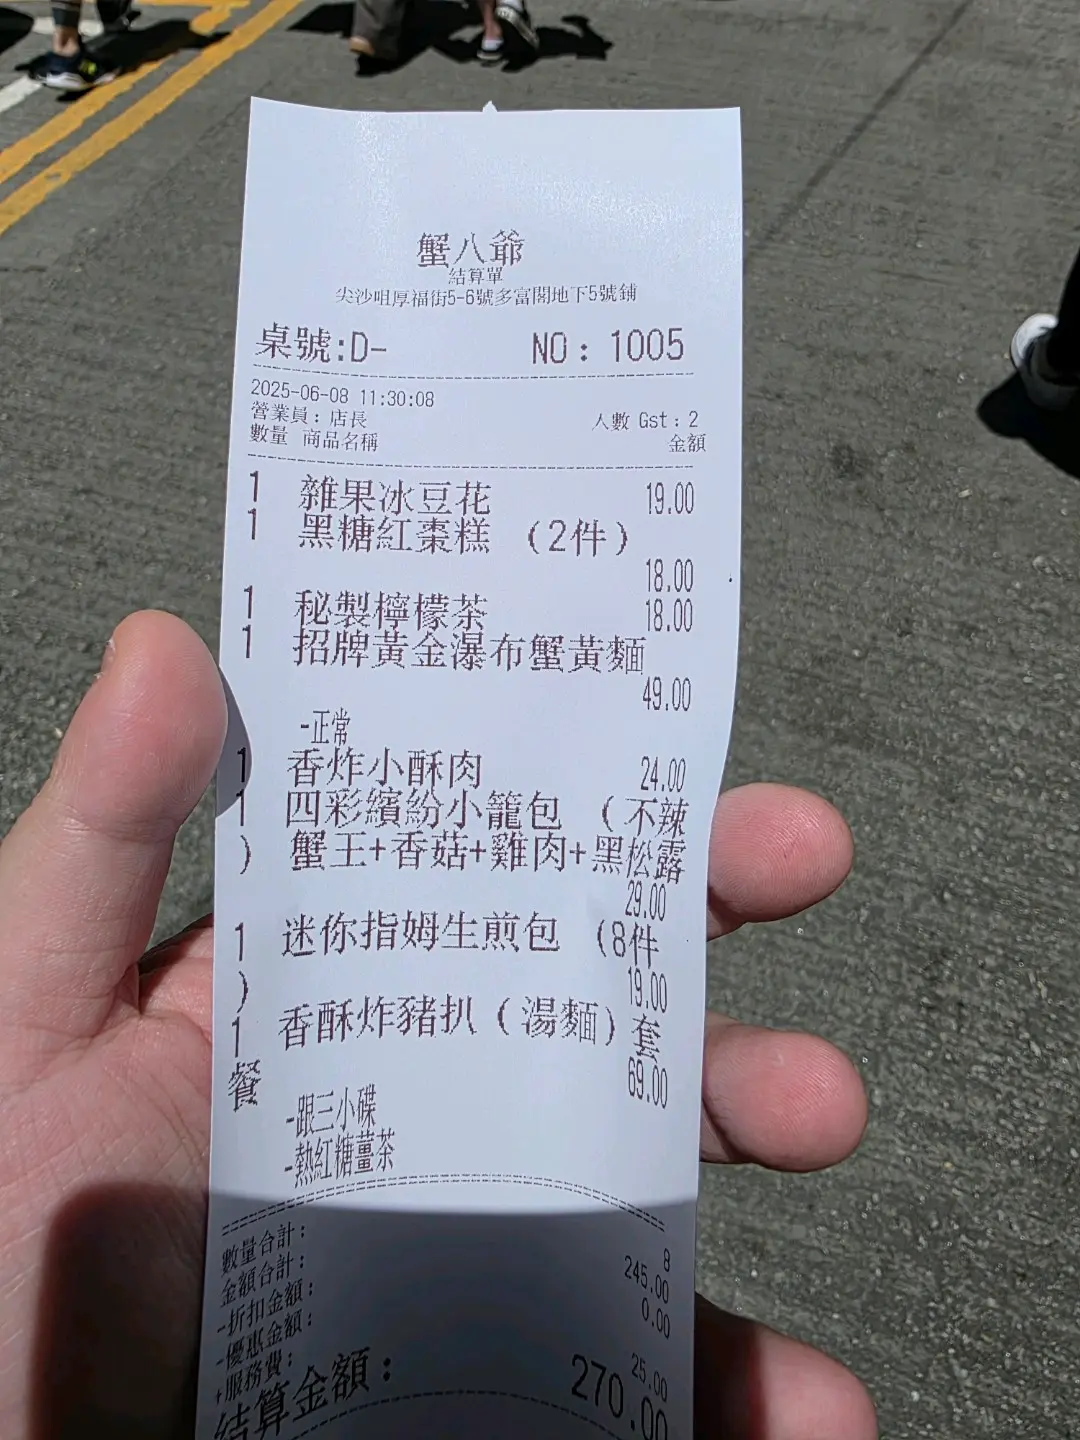 蟹八爺
結算單
尖沙咀厚福街5-6號多富閣地下5號鋪
桌號:D- NO: 1005
2025-06-08 11:30:08
營業員: 店長 人數 Gst: 2
數量 商品名稱 金額
1 雜果冰豆花 19.00
1 黑糖紅棗糕 (2件)
18.00
1 秘製檸檬茶 18.00
1 招牌黃金瀑布蟹黃麵
49.00
-正常
1 香炸小酥肉 24.00
1 四彩繽紛小籠包 (不辣
) 蟹王+香菇+雞肉+黑松露
29.00
1 迷你指姆生煎包 (8件
) 19.00
1 香酥炸豬扒(湯麵)套
餐 69.00
-跟三小碟
-熱紅糖薑茶
數量合計: 8
金額合計: 245.00
-折扣金額: 0.00
-優惠金額:
+服務費: 25.00
結算金額: 270.00